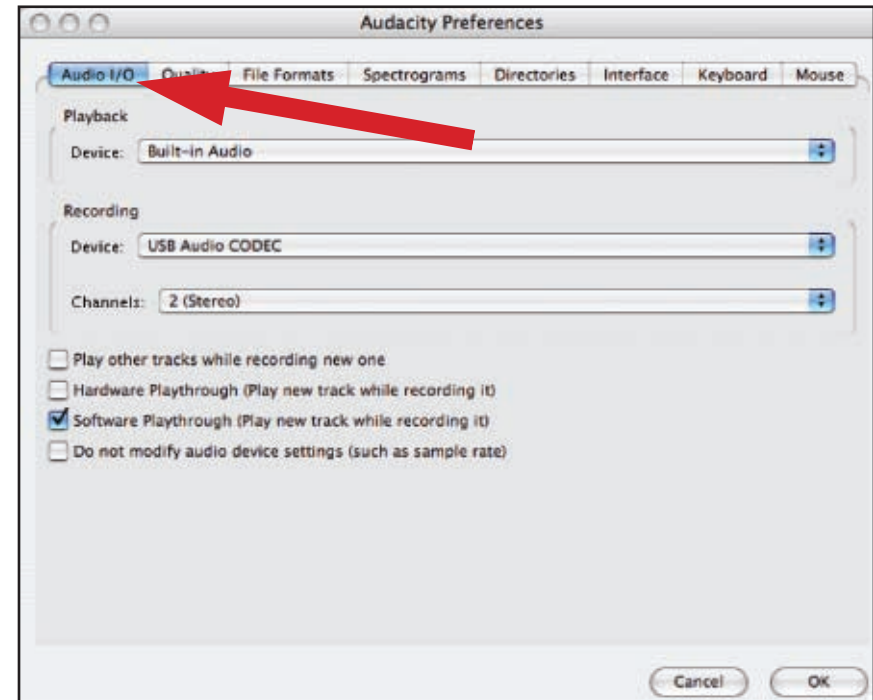 Audacity Preferences
Audio I/O Quality File Formats Spectrograms Directories Interface Keyboard Mouse
Playback
Device: Built-in Audio
Recording
Device: USB Audio CODEC
Channels: 2 (Stereo)
Play other tracks while recording new one
Hardware Playthrough (Play new track while recording it)
Software Playthrough (Play new track while recording it)
Do not modify audio device settings (such as sample rate)
Cancel OK